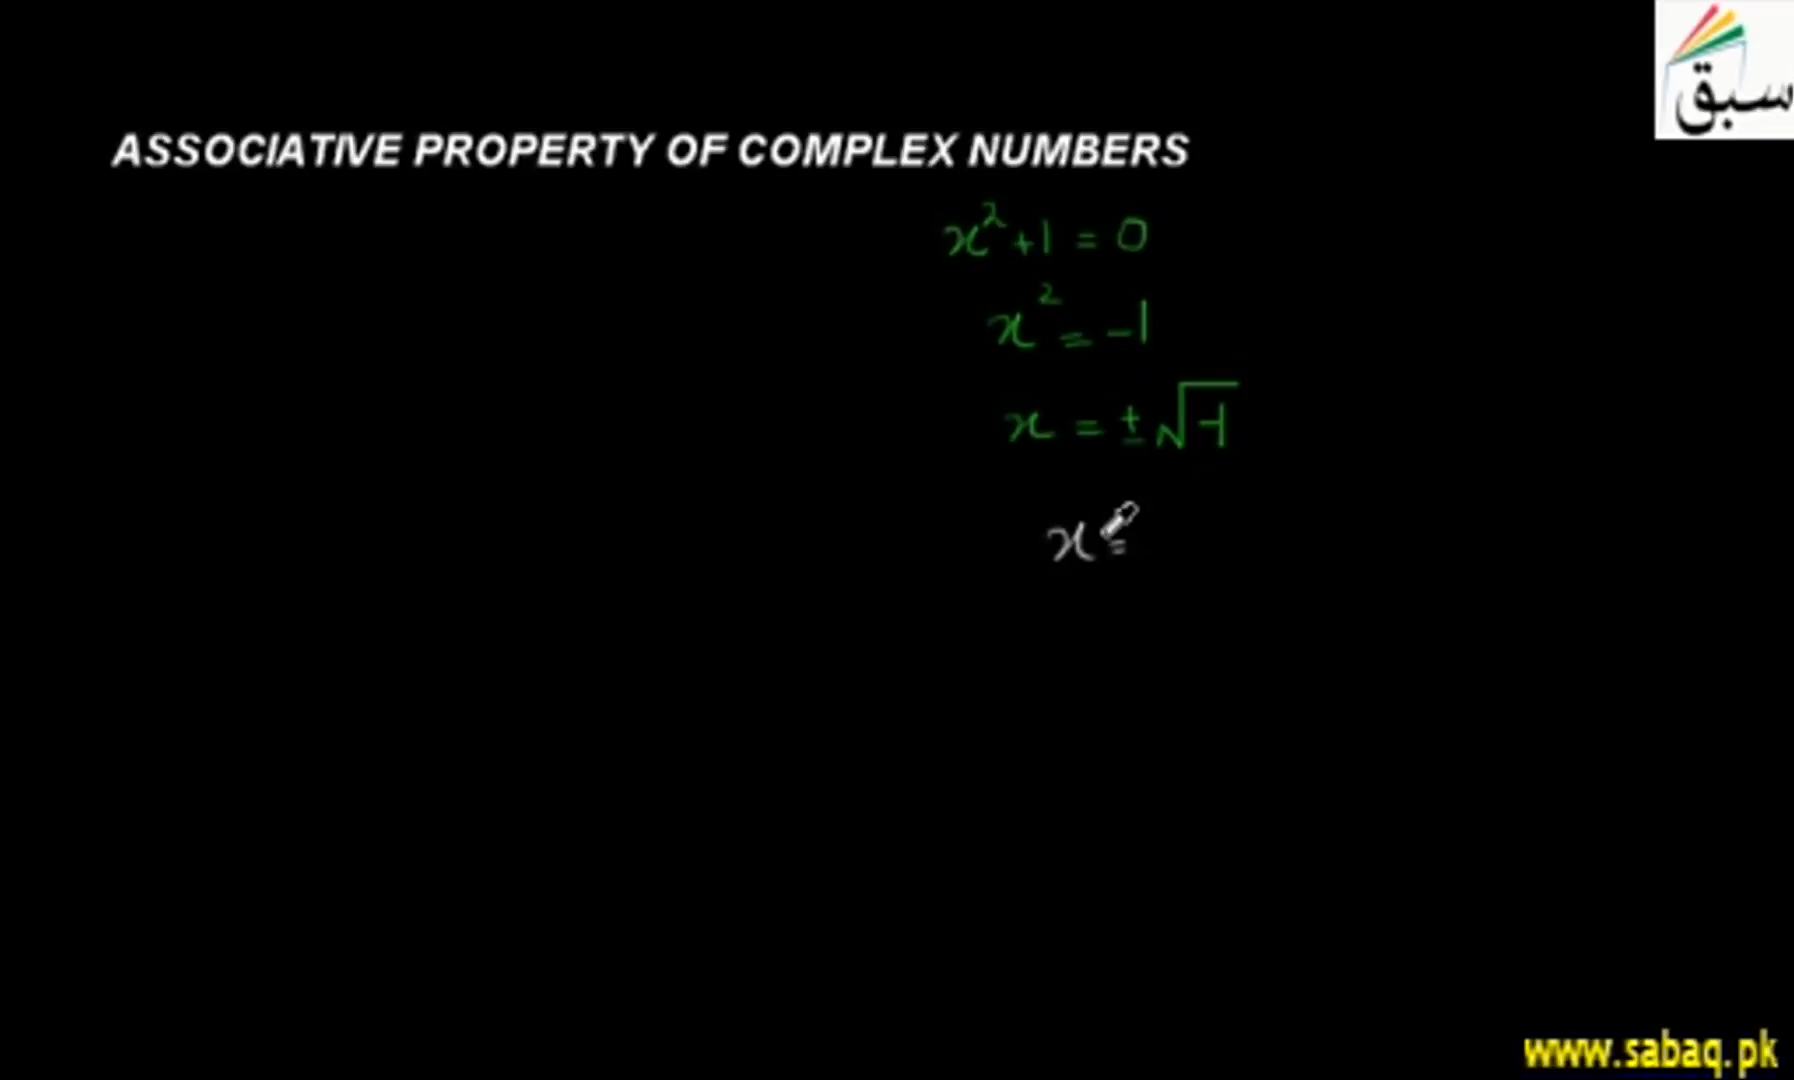 سبق
ASSOCIATIVE PROPERTY OF COMPLEX NUMBERS
x² + 1 = 0
x² = -1
x = ± √-1
x =
www.sabaq.pk